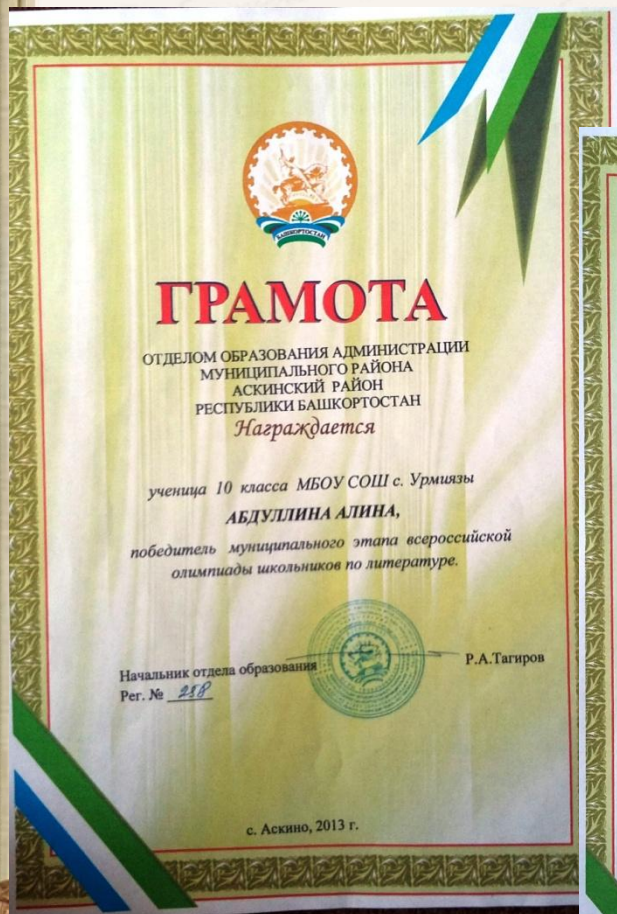 БАШКОРТОСТАН
ГРАМОТА
ОТДЕЛОМ ОБРАЗОВАНИЯ АДМИНИСТРАЦИИ
МУНИЦИПАЛЬНОГО РАЙОНА
АСКИНСКИЙ РАЙОН
РЕСПУБЛИКИ БАШКОРТОСТАН
Награждается
ученица 10 класса МБОУ СОШ с. Урмиязы
АБДУЛЛИНА АЛИНА,
победитель муниципального этапа всероссийской
олимпиады школьников по литературе.
Начальник отдела образования Р.А.Тагиров
Рег. № 258
с. Аскино, 2013 г.